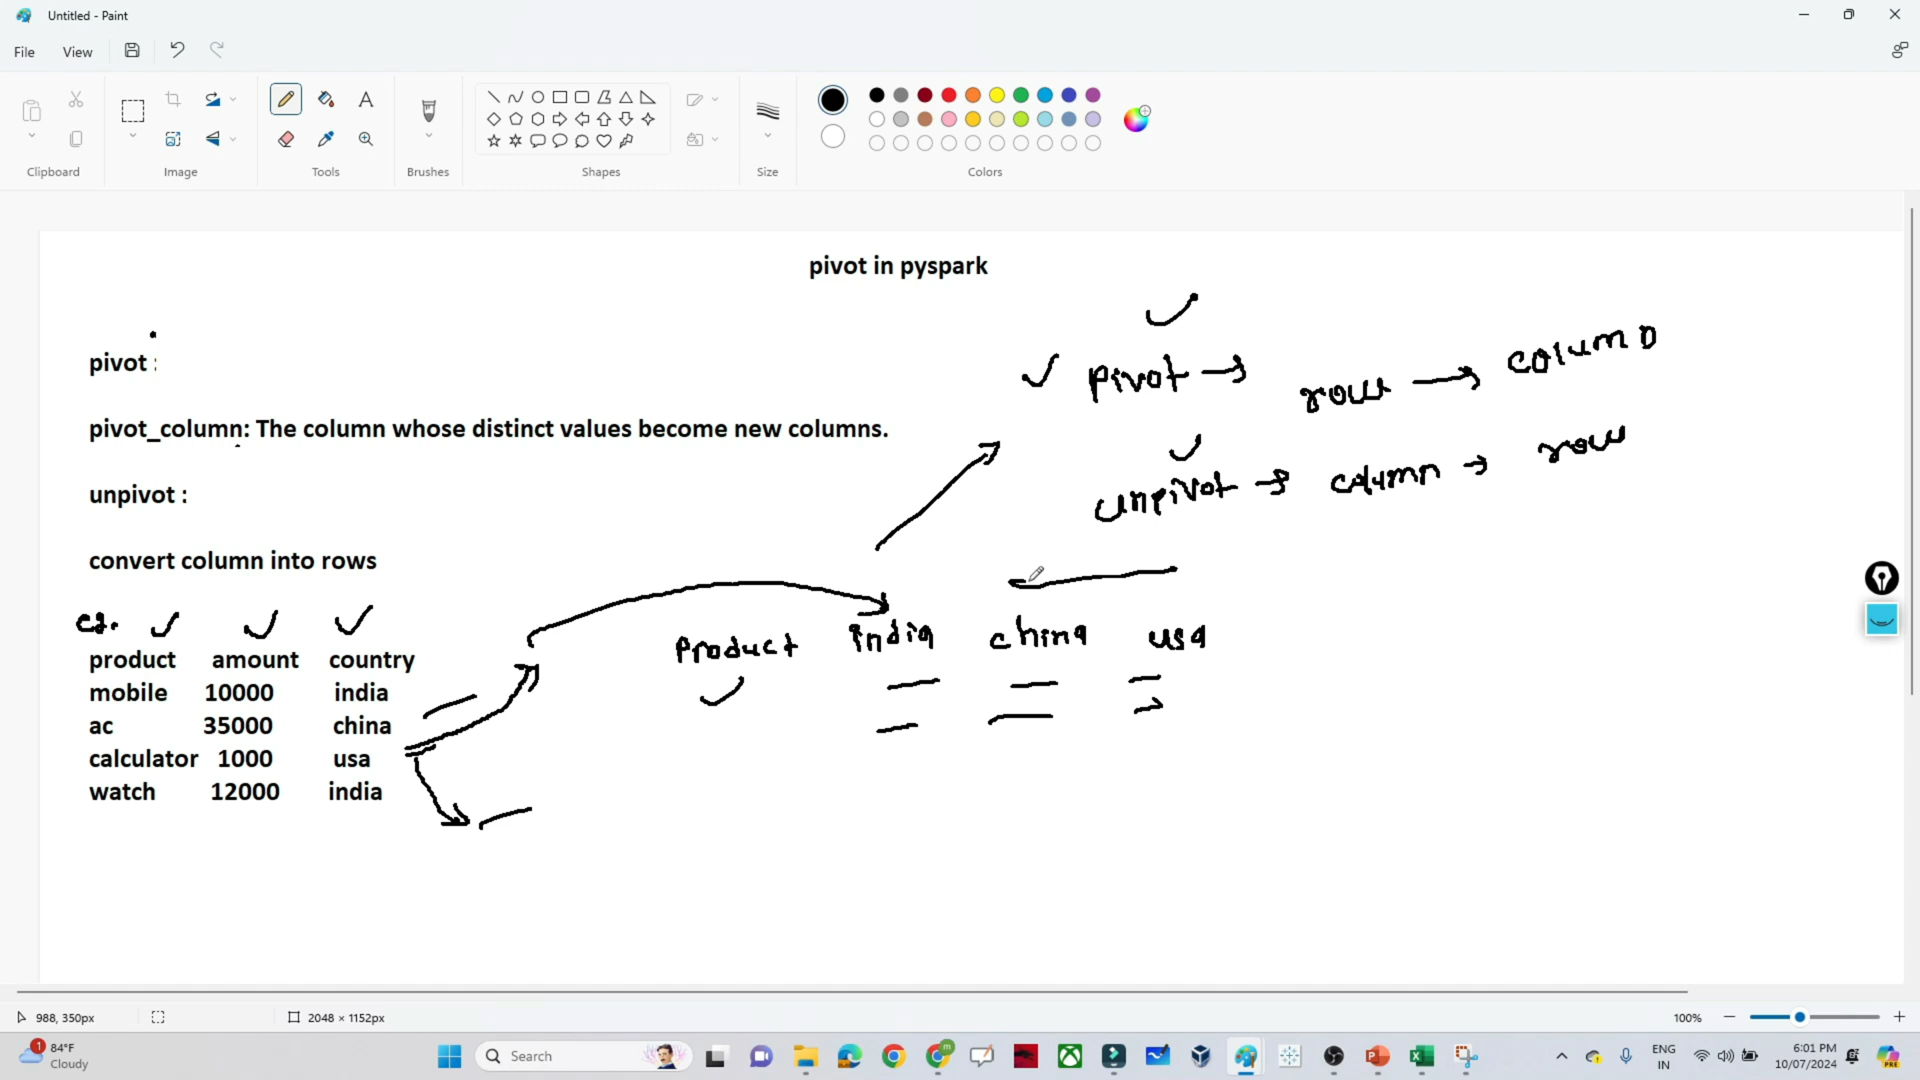 Untitled - Paint
File View
Clipboard Image Tools Brushes Shapes Size Colors
pivot in pyspark
pivot :
pivot → row → column
pivot_column: The column whose distinct values become new columns.
unpivot → column → row
unpivot :
convert column into rows
eg.
product amount country
mobile 10000 india
ac 35000 china
calculator 1000 usa
watch 12000 india
Product india china usa
988, 350px 2048 × 1152px 100%
1 84°F
Cloudy
Search
ENG
IN
6:01 PM
10/07/2024
PRE